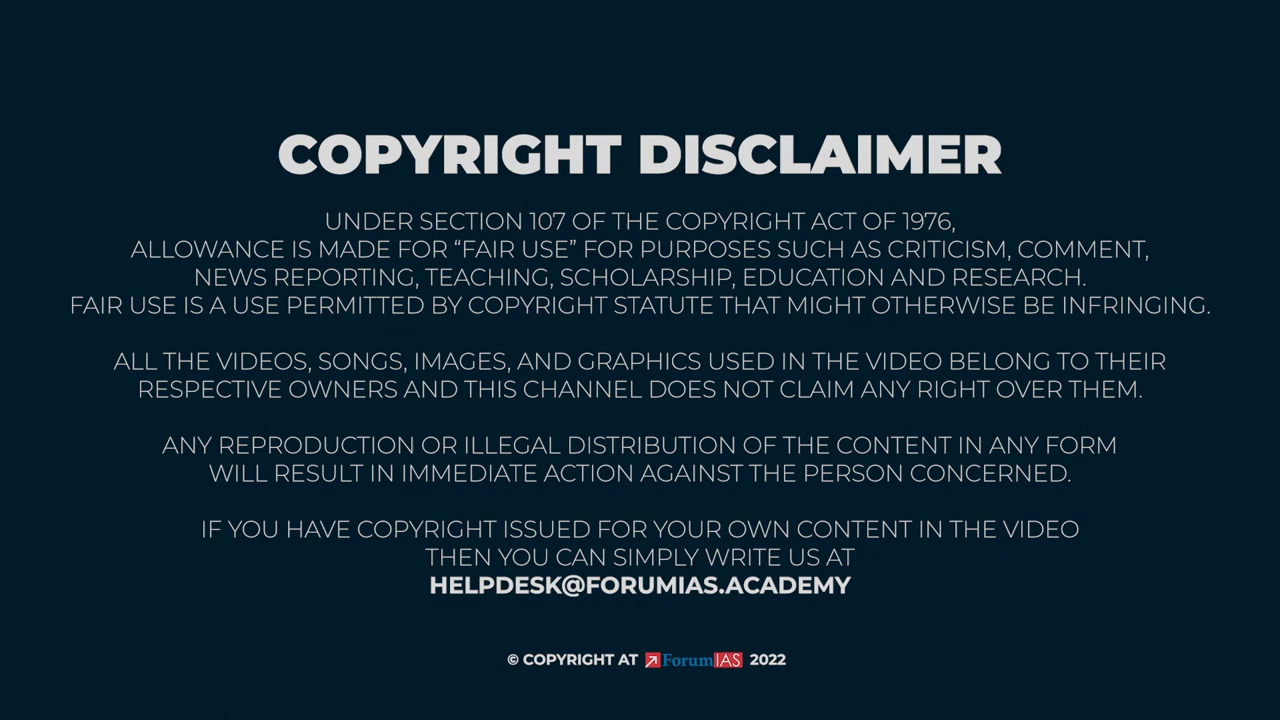 COPYRIGHT DISCLAIMER
UNDER SECTION 107 OF THE COPYRIGHT ACT OF 1976,
ALLOWANCE IS MADE FOR “FAIR USE” FOR PURPOSES SUCH AS CRITICISM, COMMENT,
NEWS REPORTING, TEACHING, SCHOLARSHIP, EDUCATION AND RESEARCH.
FAIR USE IS A USE PERMITTED BY COPYRIGHT STATUTE THAT MIGHT OTHERWISE BE INFRINGING.
ALL THE VIDEOS, SONGS, IMAGES, AND GRAPHICS USED IN THE VIDEO BELONG TO THEIR
RESPECTIVE OWNERS AND THIS CHANNEL DOES NOT CLAIM ANY RIGHT OVER THEM.
ANY REPRODUCTION OR ILLEGAL DISTRIBUTION OF THE CONTENT IN ANY FORM
WILL RESULT IN IMMEDIATE ACTION AGAINST THE PERSON CONCERNED.
IF YOU HAVE COPYRIGHT ISSUED FOR YOUR OWN CONTENT IN THE VIDEO
THEN YOU CAN SIMPLY WRITE US AT
HELPDESK@FORUMIAS.ACADEMY
© COPYRIGHT AT ForumIAS 2022